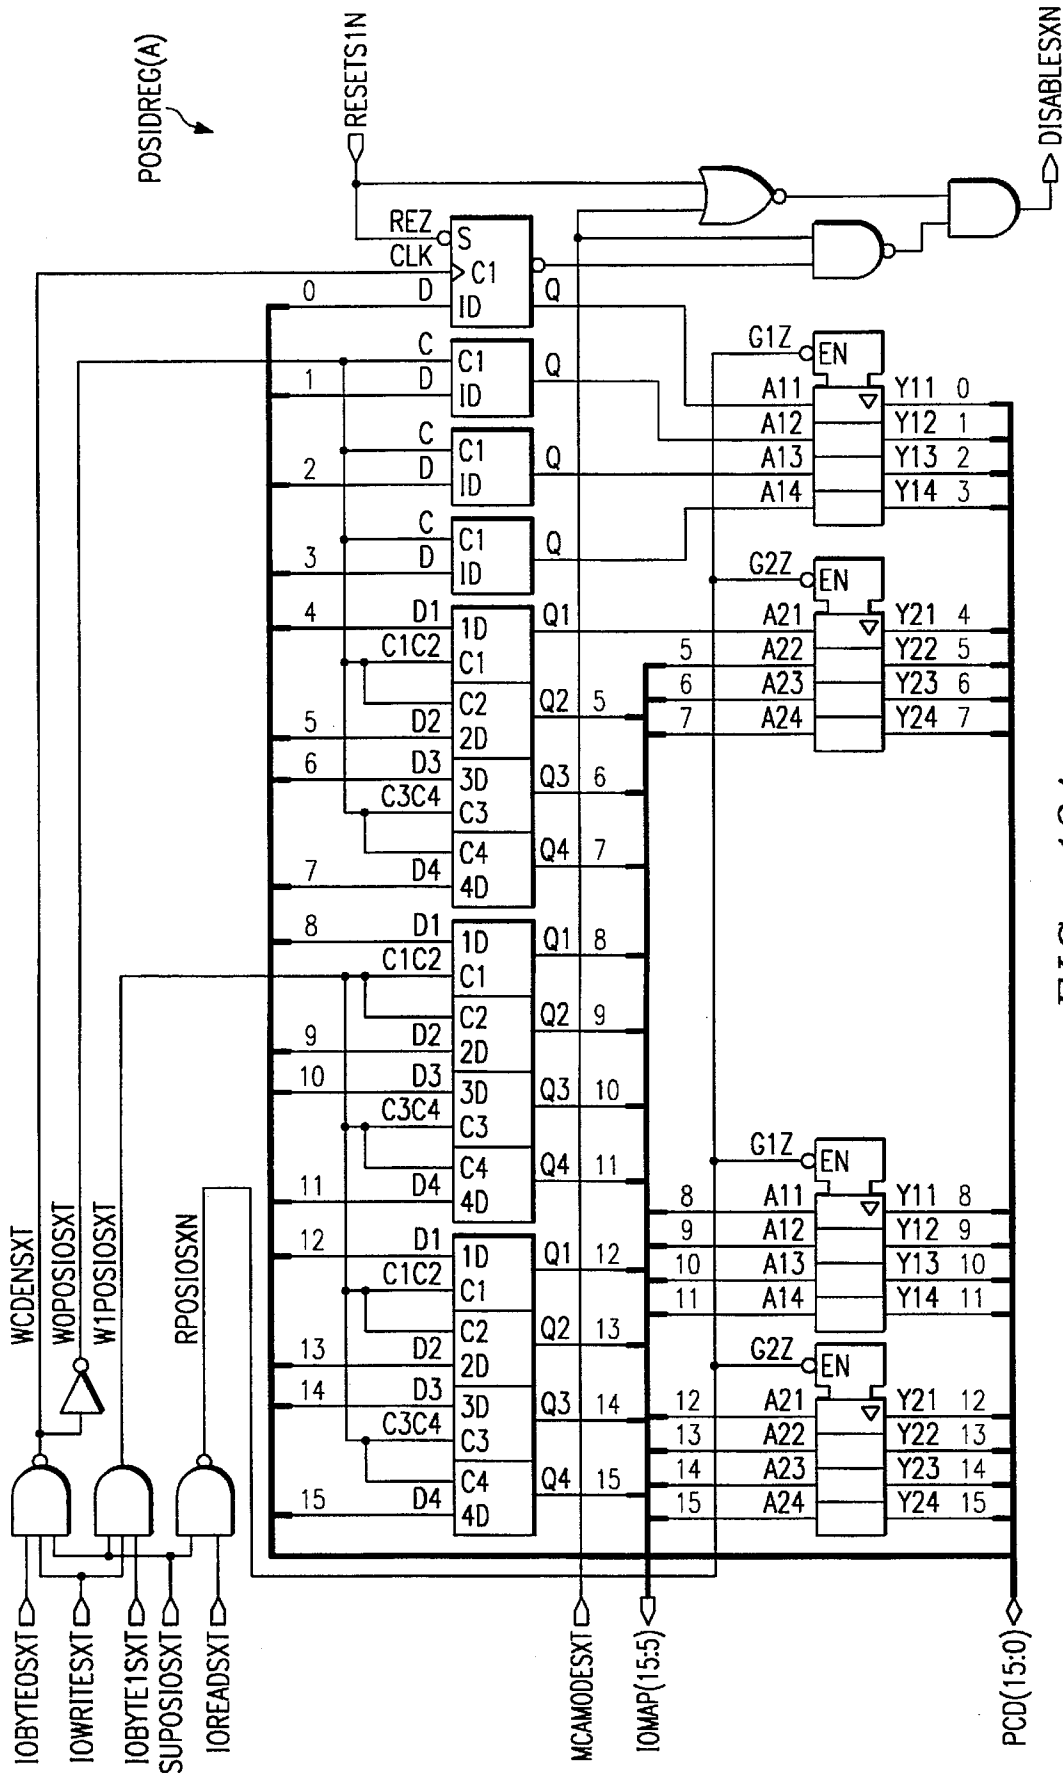 POSIDREG(A)
RESETS1N
DISABLESXN
WCDENSXT
W0POSIOSXT
W1POSIOSXT
RPOSIOSXN
IOBYTE0SXT
IOWRITESXT
IOBYTE1SXT
SUPOSIOSXT
IOREADSXT
MCAMODESXT
IOMAP(15:5)
PCD(15:0)
REZ
S
CLK
C1
0
D
ID
Q
C
C1
1
D
ID
Q
C
C1
2
D
ID
Q
C
C1
3
D
ID
Q
4
D1
1D
Q1
C1C2
C1
C2
Q2
5
5
D2
2D
6
D3
3D
Q3
6
C3C4
C3
C4
Q4
7
7
D4
4D
8
D1
1D
Q1
8
C1C2
C1
C2
Q2
9
9
D2
2D
10
D3
3D
Q3
10
C3C4
C3
C4
Q4
11
11
D4
4D
12
D1
1D
Q1
12
C1C2
C1
C2
Q2
13
13
D2
2D
14
D3
3D
Q3
14
C3C4
C3
C4
Q4
15
15
D4
4D
G1Z
EN
A11
Y11
0
A12
Y12
1
A13
Y13
2
A14
Y14
3
G2Z
EN
A21
Y21
4
5
A22
Y22
5
6
A23
Y23
6
7
A24
Y24
7
G1Z
EN
8
A11
Y11
8
9
A12
Y12
9
10
A13
Y13
10
11
A14
Y14
11
G2Z
EN
12
A21
Y21
12
13
A22
Y22
13
14
A23
Y23
14
15
A24
Y24
15